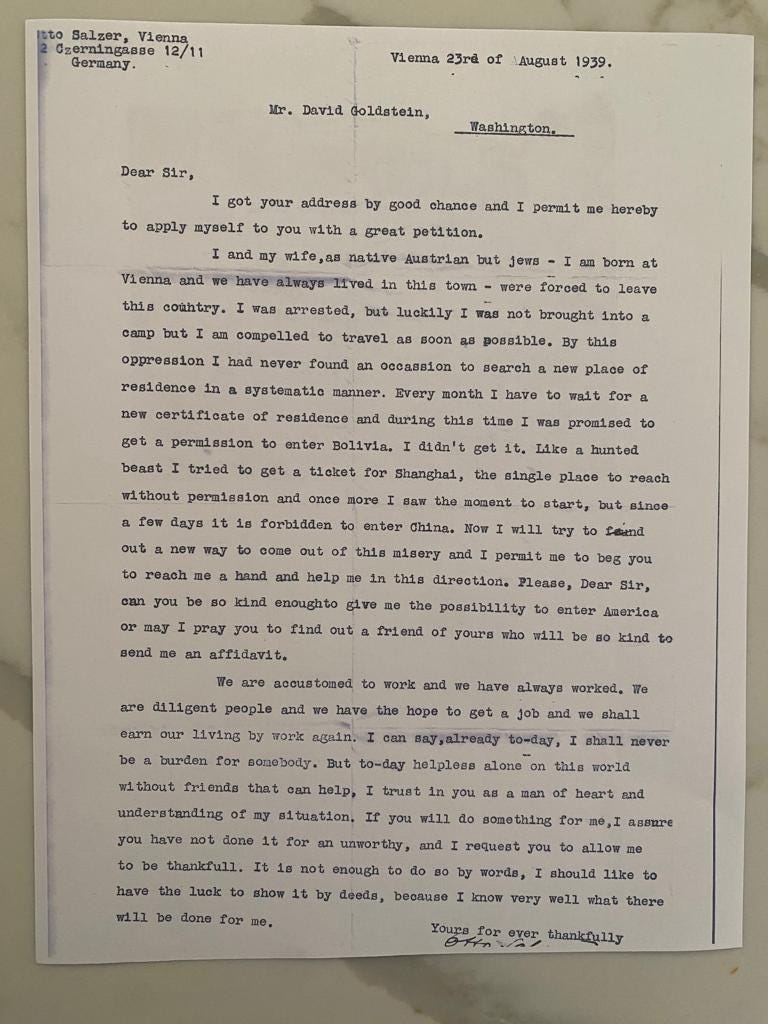 tto Salzer, Vienna
2 Czerningasse 12/11
Germany.
Vienna 23rd of August 1939.
Mr. David Goldstein,
Washington.
Dear Sir,
I got your address by good chance and I permit me hereby
to apply myself to you with a great petition.
I and my wife,as native Austrian but jews - I am born at
Vienna and we have always lived in this town - were forced to leave
this country. I was arrested, but luckily I was not brought into a
camp but I am compelled to travel as soon as possible. By this
oppression I had never found an occassion to search a new place of
residence in a systematic manner. Every month I have to wait for a
new certificate of residence and during this time I was promised to
get a permission to enter Bolivia. I didn't get it. Like a hunted
beast I tried to get a ticket for Shanghai, the single place to reach
without permission and once more I saw the moment to start, but since
a few days it is forbidden to enter China. Now I will try to
out a new way to come out of this misery and I permit me to beg you
to reach me a hand and help me in this direction. Please, Dear Sir,
can you be so kind enoughto give me the possibility to enter America
or may I pray you to find out a friend of yours who will be so kind to
send me an affidavit.
We are accustomed to work and we have always worked. We
are diligent people and we have the hope to get a job and we shall
earn our living by work again. I can say,already to-day, I shall never
be a burden for somebody. But to-day helpless alone on this world
without friends that can help, I trust in you as a man of heart and
understanding of my situation. If you will do something for me,I assure
you have not done it for an unworthy, and I request you to allow me
to be thankfull. It is not enough to do so by words, I should like to
have the luck to show it by deeds, because I know very well what there
will be done for me.
Yours for ever thankfully
Otto